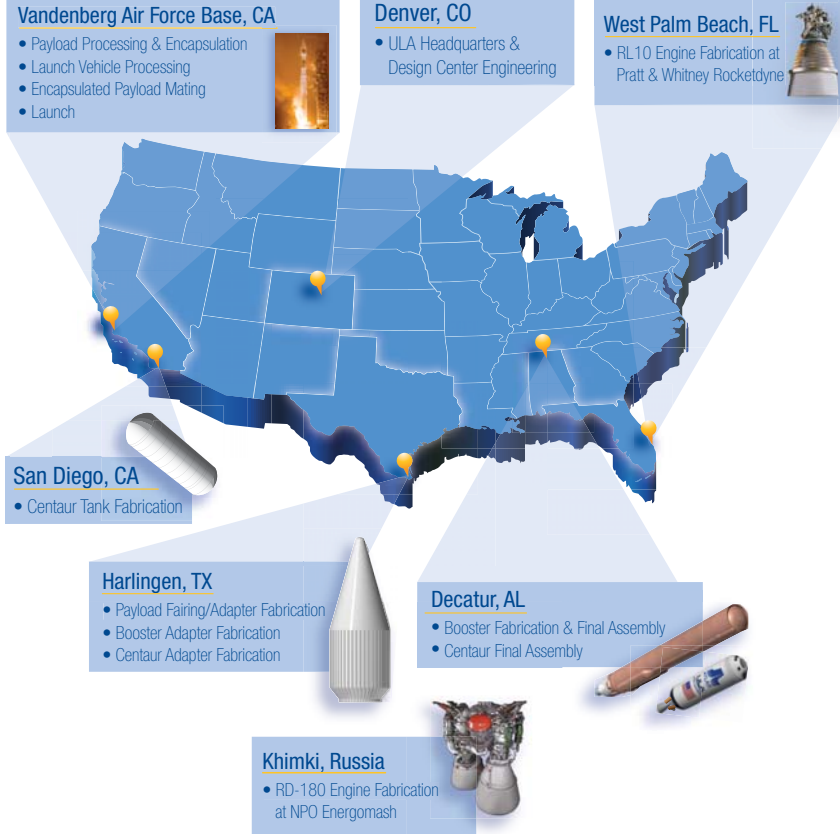 Vandenberg Air Force Base, CA
• Payload Processing & Encapsulation
• Launch Vehicle Processing
• Encapsulated Payload Mating
• Launch
Denver, CO
• ULA Headquarters &
Design Center Engineering
West Palm Beach, FL
• RL10 Engine Fabrication at
Pratt & Whitney Rocketdyne
San Diego, CA
• Centaur Tank Fabrication
Harlingen, TX
• Payload Fairing/Adapter Fabrication
• Booster Adapter Fabrication
• Centaur Adapter Fabrication
Decatur, AL
• Booster Fabrication & Final Assembly
• Centaur Final Assembly
Khimki, Russia
• RD-180 Engine Fabrication
at NPO Energomash